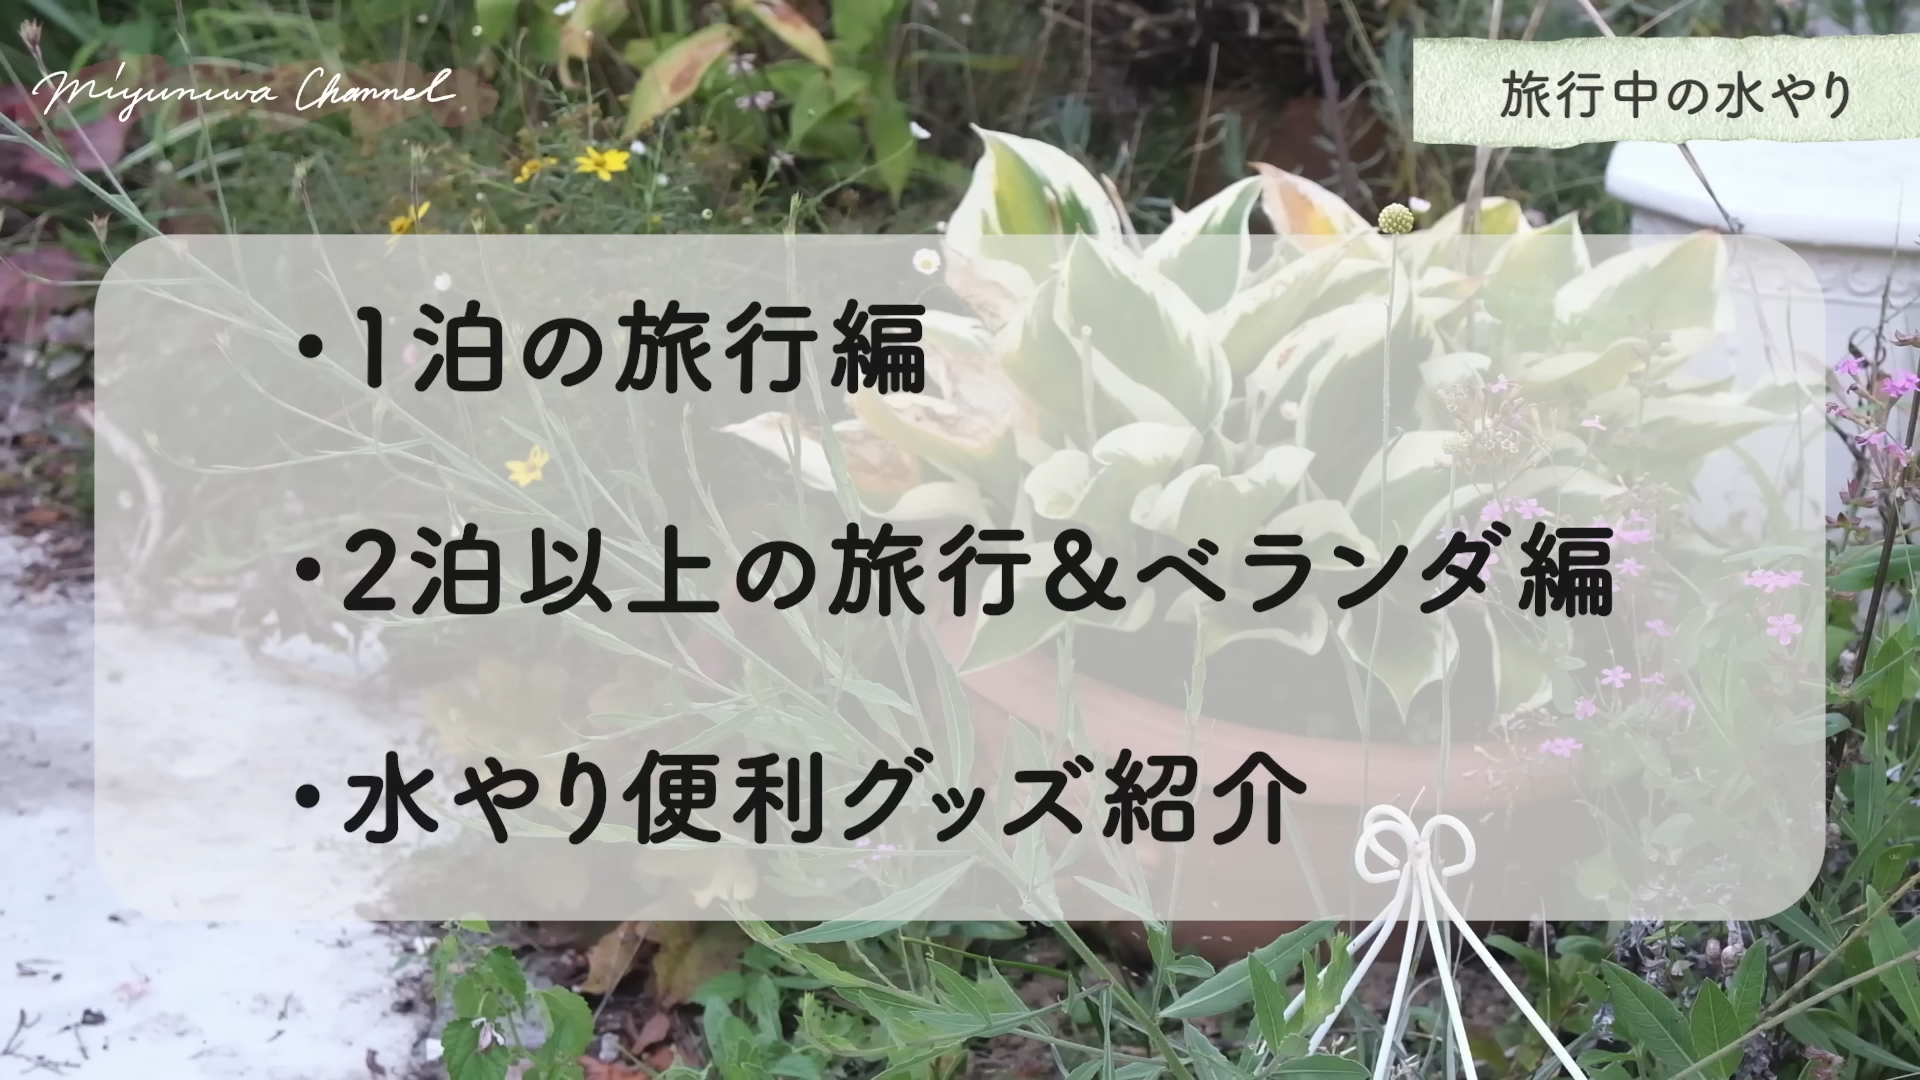 Miyuniwa Channel
旅行中の水やり
・1泊の旅行編
・2泊以上の旅行&ベランダ編
・水やり便利グッズ紹介